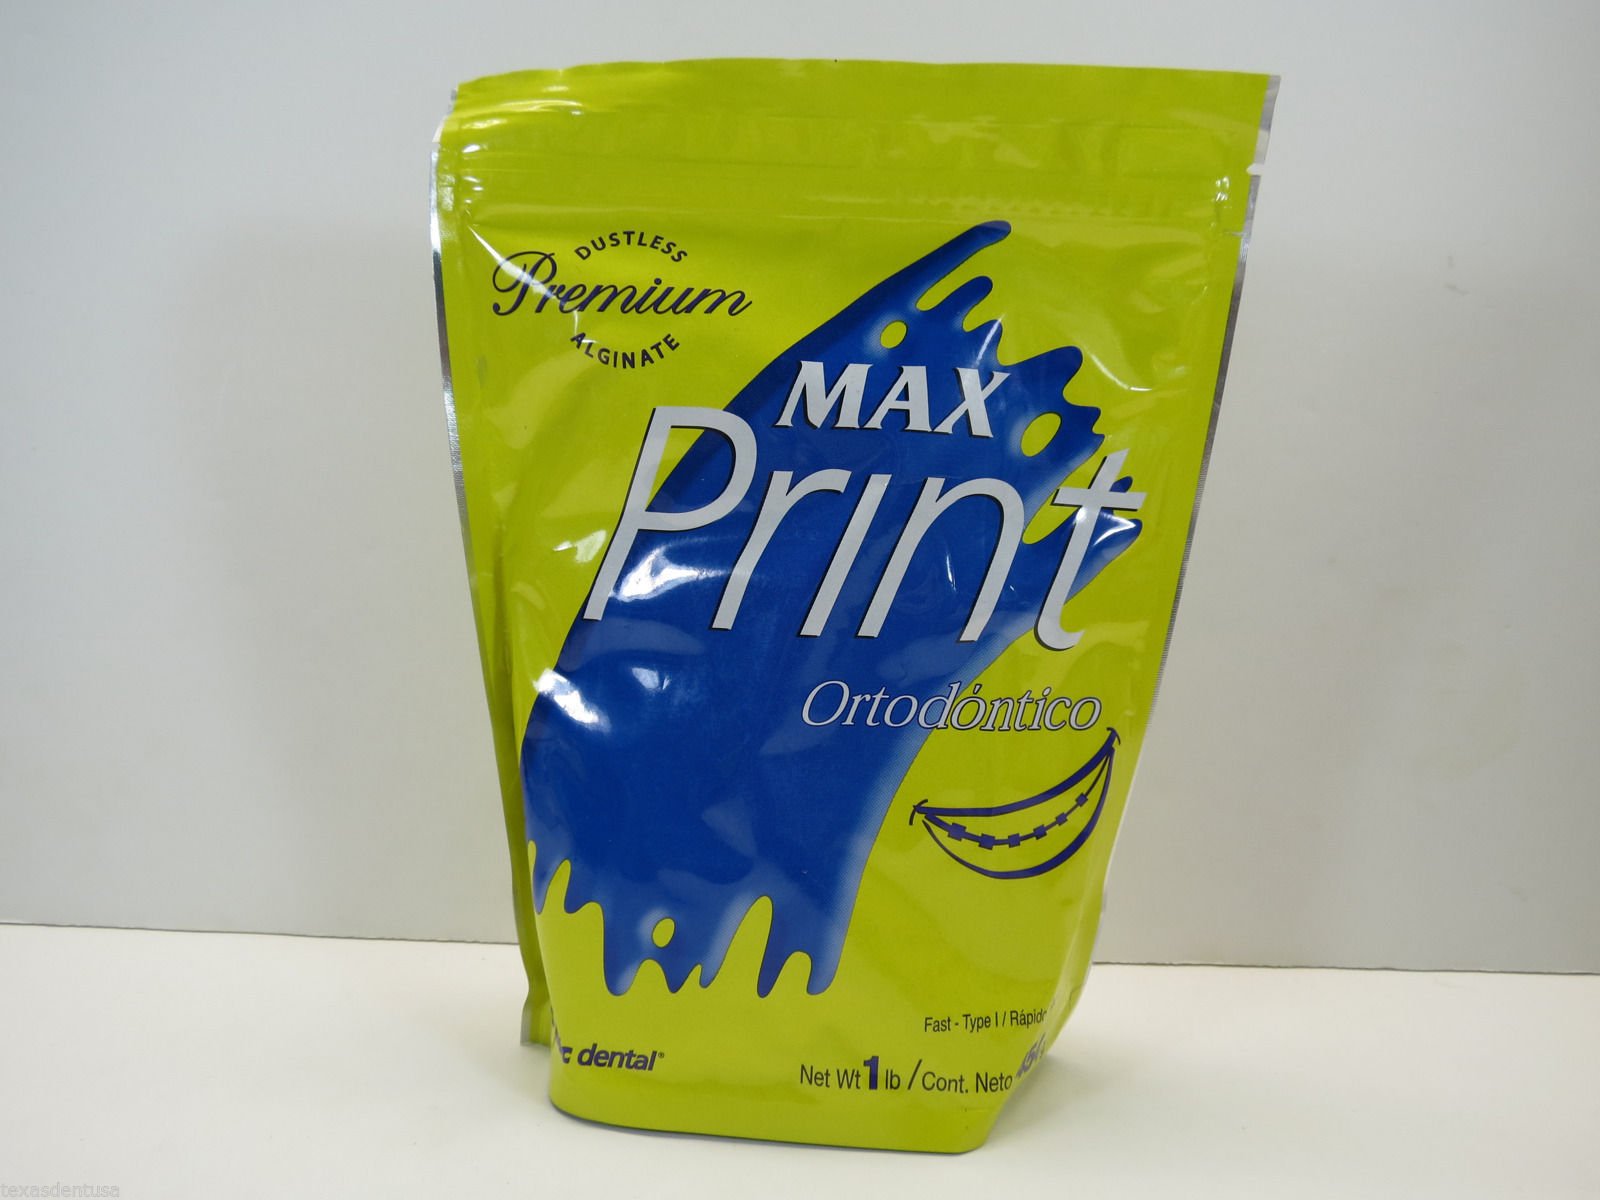 DUSTLESS
Premium
ALGINATE
MAX
Print
Ortodóntico
Fast - Type I / Rápido
dental®
Net Wt 1 lb / Cont. Neto
texasdentusa